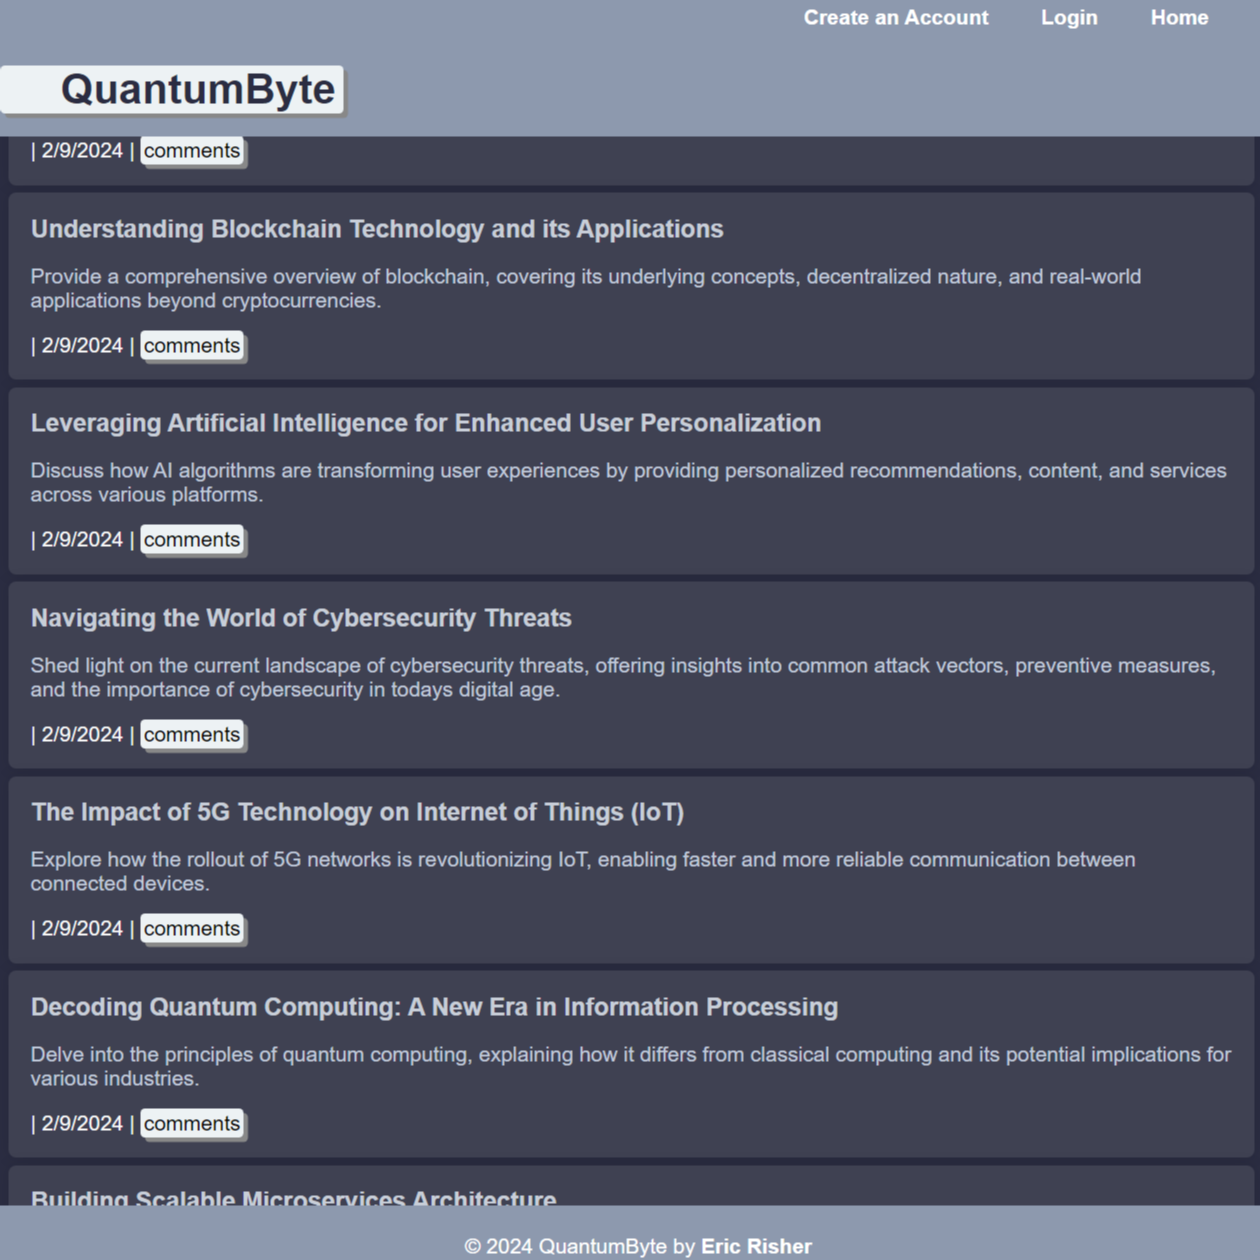 Create an Account Login Home
QuantumByte
| 2/9/2024 | comments
Understanding Blockchain Technology and its Applications
Provide a comprehensive overview of blockchain, covering its underlying concepts, decentralized nature, and real-world
applications beyond cryptocurrencies.
| 2/9/2024 | comments
Leveraging Artificial Intelligence for Enhanced User Personalization
Discuss how AI algorithms are transforming user experiences by providing personalized recommendations, content, and services
across various platforms.
| 2/9/2024 | comments
Navigating the World of Cybersecurity Threats
Shed light on the current landscape of cybersecurity threats, offering insights into common attack vectors, preventive measures,
and the importance of cybersecurity in todays digital age.
| 2/9/2024 | comments
The Impact of 5G Technology on Internet of Things (IoT)
Explore how the rollout of 5G networks is revolutionizing IoT, enabling faster and more reliable communication between
connected devices.
| 2/9/2024 | comments
Decoding Quantum Computing: A New Era in Information Processing
Delve into the principles of quantum computing, explaining how it differs from classical computing and its potential implications for
various industries.
| 2/9/2024 | comments
Building Scalable Microservices Architecture
© 2024 QuantumByte by Eric Risher